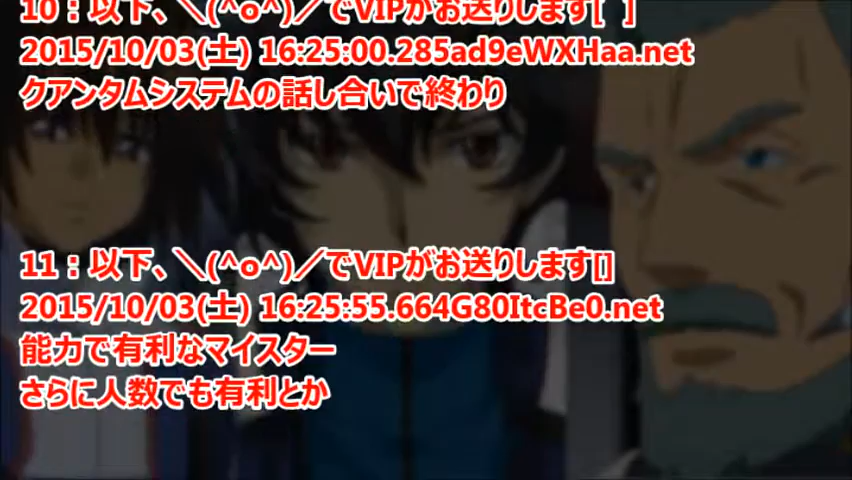 10：以下、＼(^o^)／でVIPがお送りします[ ]
2015/10/03(土) 16:25:00.285ad9eWXHaa.net
クアンタムシステムの話し合いで終わり
11：以下、＼(^o^)／でVIPがお送りします[]
2015/10/03(土) 16:25:55.664G80ItcBe0.net
能力で有利なマイスター
さらに人数でも有利とか